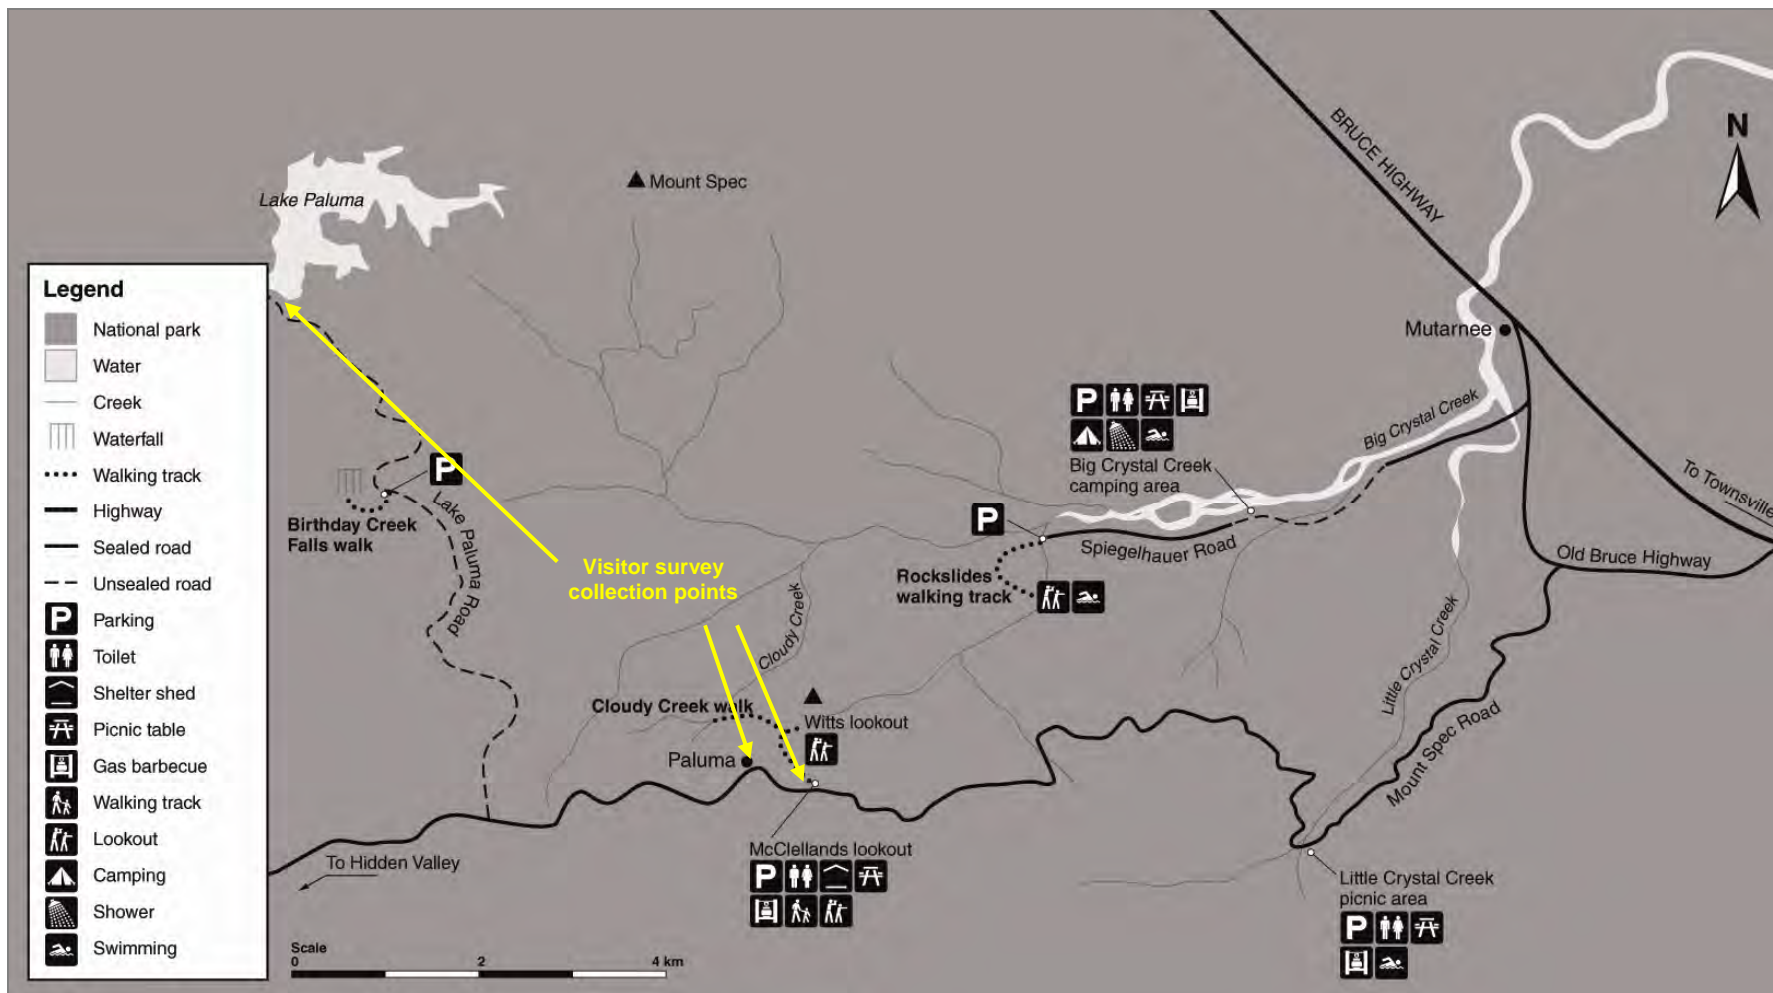 BRUCE HIGHWAY
N
Mount Spec
Lake Paluma
Legend
National park
Water
Creek
Waterfall
Walking track
Highway
Sealed road
Unsealed road
P
Parking
Toilet
Shelter shed
Picnic table
Gas barbecue
Walking track
Lookout
Camping
Shower
Swimming
Mutarnee
Big Crystal Creek
To Townsville
P
Big Crystal Creek
camping area
P
Birthday Creek
Falls walk
Lake Paluma Road
P
Spiegelhauer Road
Old Bruce Highway
Visitor survey
collection points
Rockslides
walking track
Cloudy Creek
Little Crystal Creek
Cloudy Creek walk
Witts lookout
Mount Spec Road
Paluma
McClellands lookout
P
To Hidden Valley
Little Crystal Creek
picnic area
P
Scale
0 2 4 km